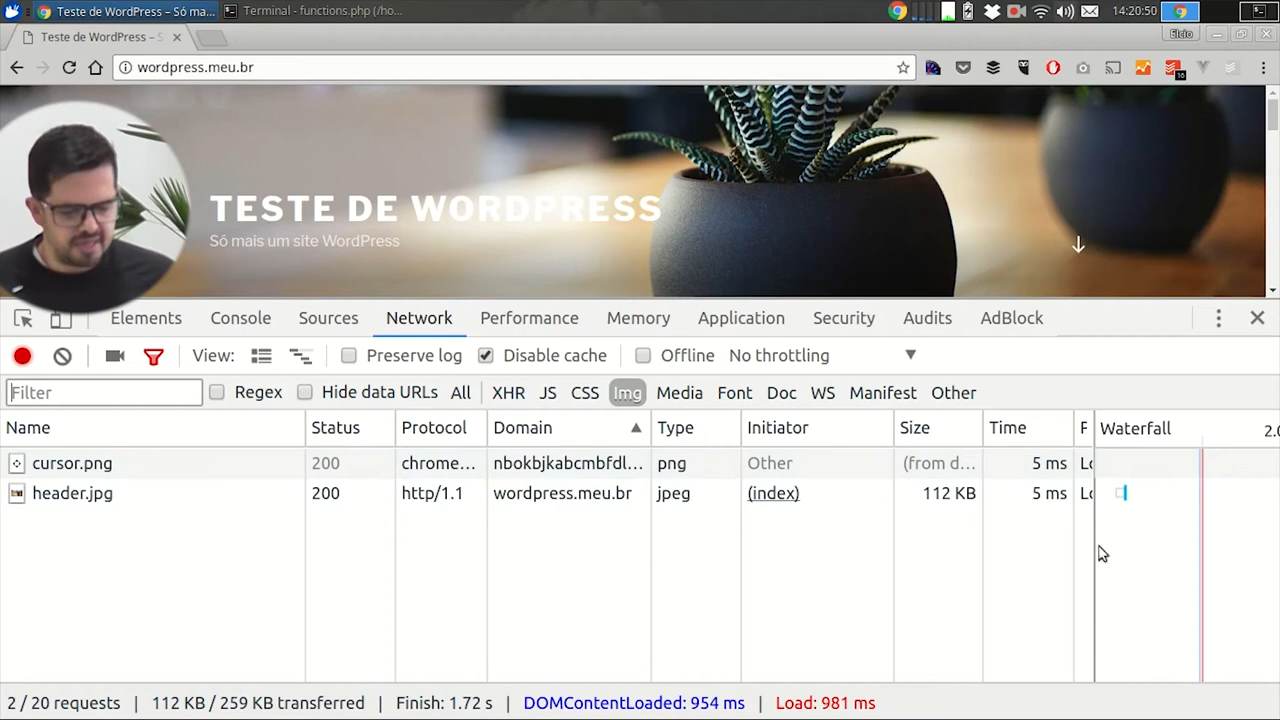 Teste de WordPress – Só ma...
Terminal - functions.php (/ho...
14:20:50
Teste de WordPress – S
Elcio
wordpress.meu.br
16
TESTE DE WORDPRESS
Só mais um site WordPress
Elements Console Sources Network Performance Memory Application Security Audits AdBlock
View: Preserve log Disable cache Offline No throttling
Filter Regex Hide data URLs All XHR JS CSS Img Media Font Doc WS Manifest Other
Name Status Protocol Domain Type Initiator Size Time F Waterfall 2.0
cursor.png 200 chrome... nbokbjkabcmbfdl... png Other (from d... 5 ms Lo
header.jpg 200 http/1.1 wordpress.meu.br jpeg (index) 112 KB 5 ms Lo
2 / 20 requests | 112 KB / 259 KB transferred | Finish: 1.72 s | DOMContentLoaded: 954 ms | Load: 981 ms